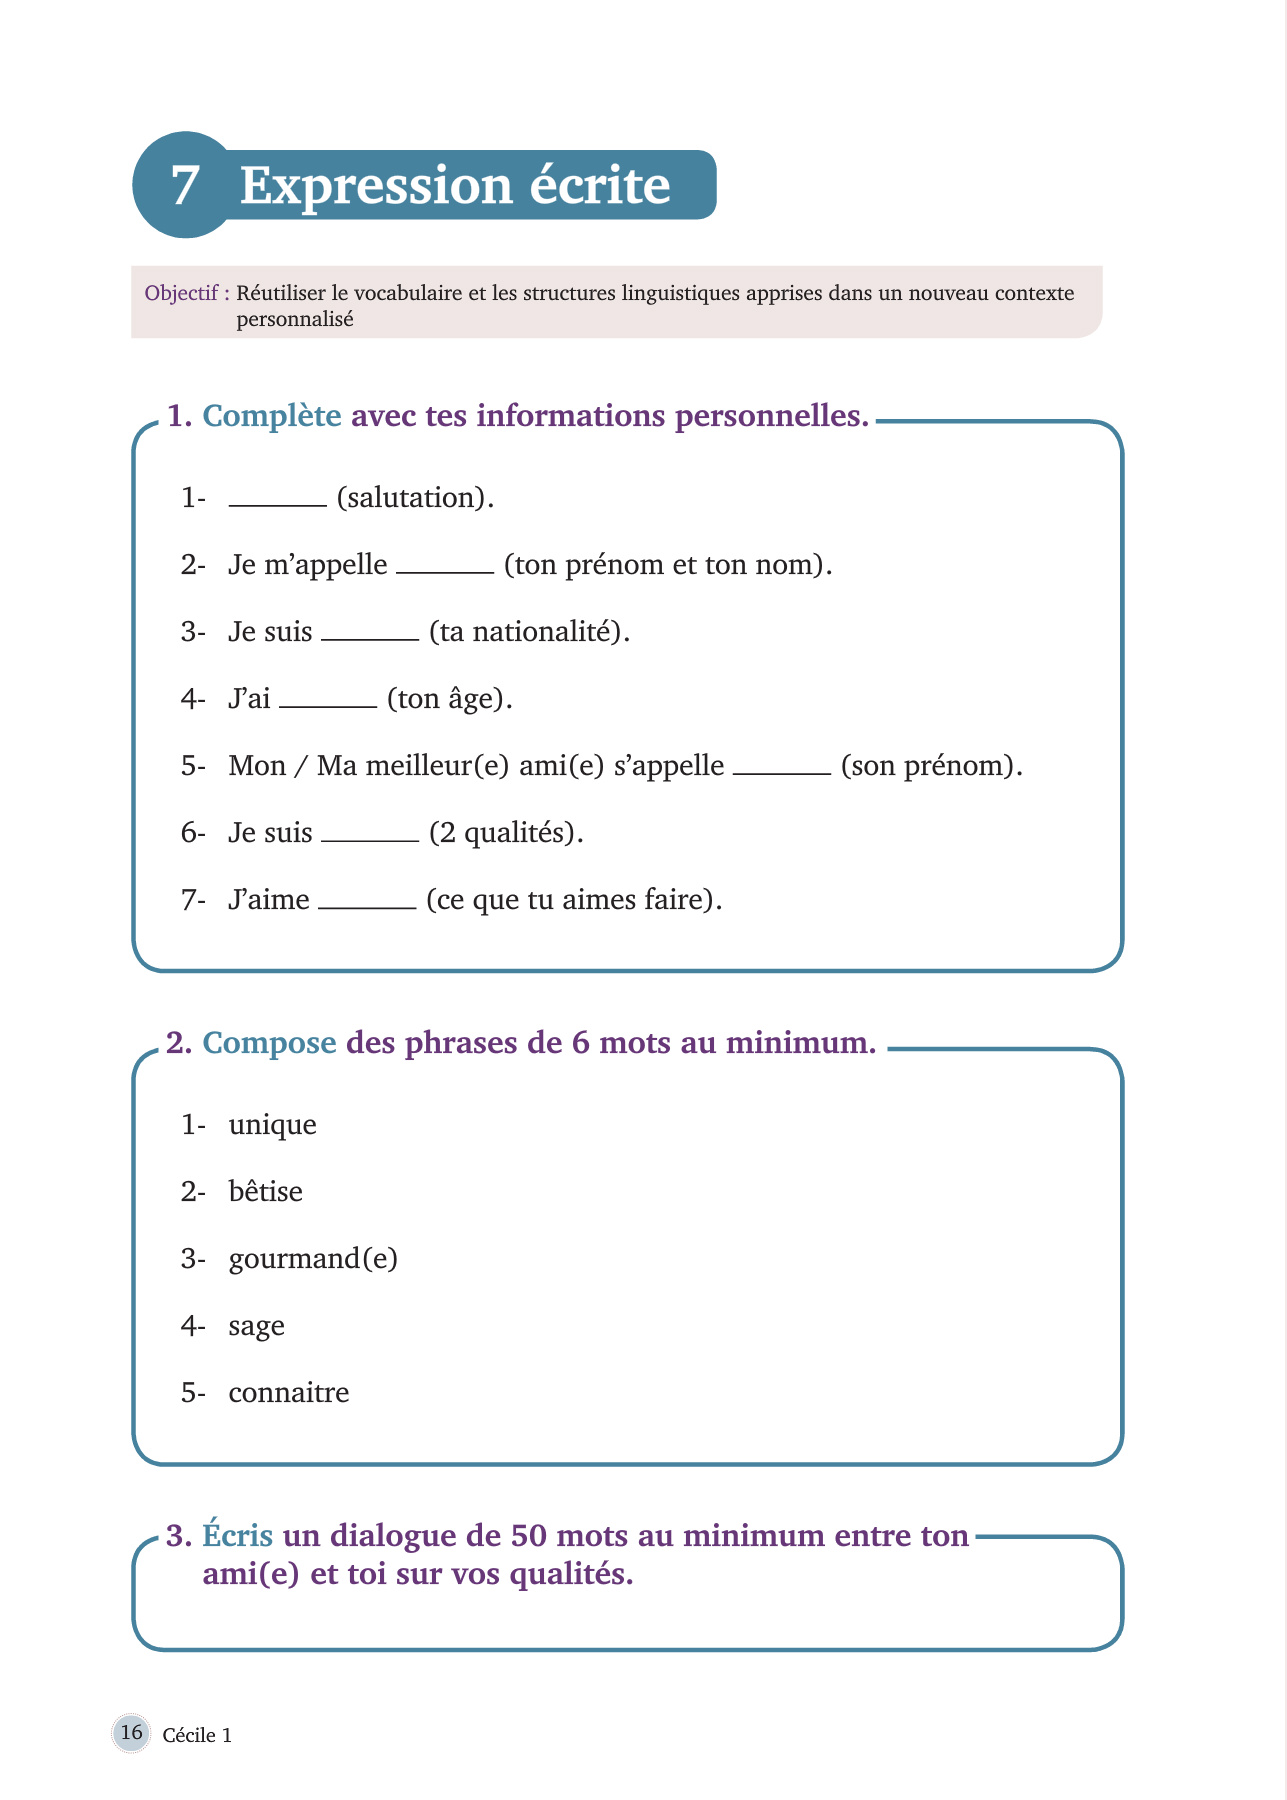 7 Expression écrite
Objectif : Réutiliser le vocabulaire et les structures linguistiques apprises dans un nouveau contexte
personnalisé
1. Complète avec tes informations personnelles.
1- ______ (salutation).
2- Je m’appelle ______ (ton prénom et ton nom).
3- Je suis ______ (ta nationalité).
4- J’ai ______ (ton âge).
5- Mon / Ma meilleur(e) ami(e) s’appelle ______ (son prénom).
6- Je suis ______ (2 qualités).
7- J’aime ______ (ce que tu aimes faire).
2. Compose des phrases de 6 mots au minimum.
1- unique
2- bêtise
3- gourmand(e)
4- sage
5- connaitre
3. Écris un dialogue de 50 mots au minimum entre ton
ami(e) et toi sur vos qualités.
16 Cécile 1